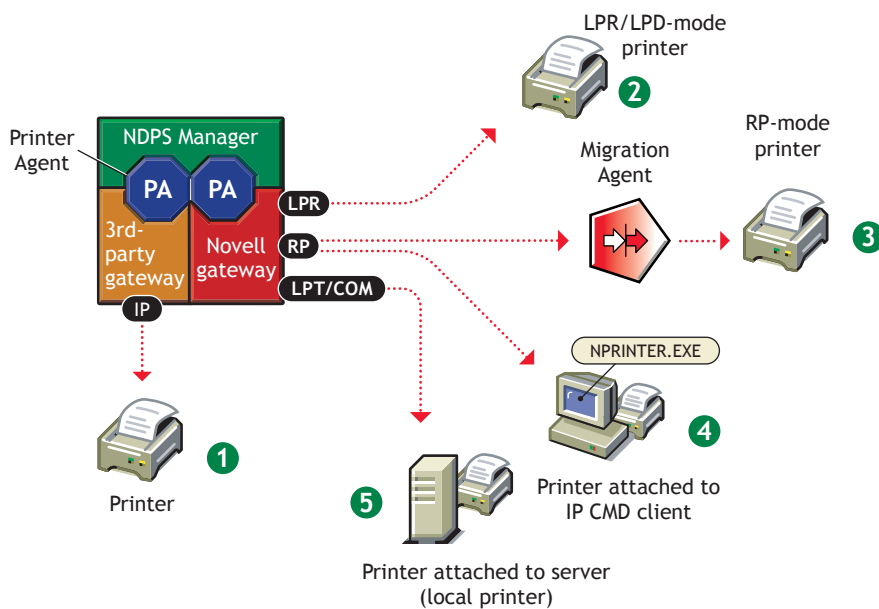 LPR/LPD-mode
printer
2
NDPS Manager
Printer
Agent
PA
PA
Migration
Agent
RP-mode
printer
3
LPR
3rd-
party
gateway
Novell
gateway
RP
LPT/COM
IP
NPRINTER.EXE
1
Printer
4
Printer attached to
IP CMD client
5
Printer attached to server
(local printer)